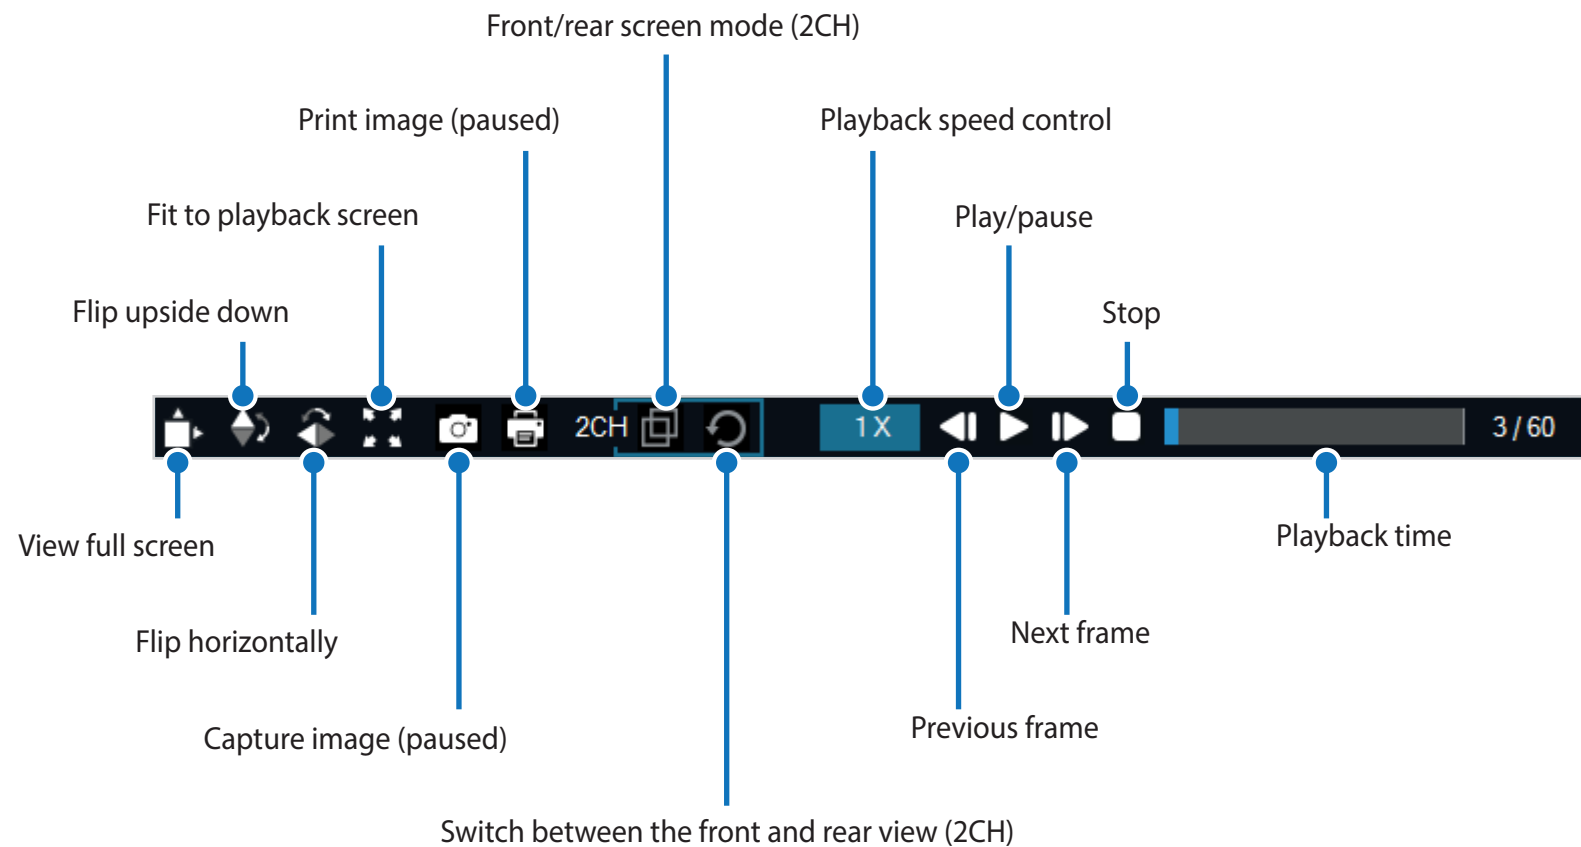 Front/rear screen mode (2CH)
Print image (paused)
Playback speed control
Fit to playback screen
Play/pause
Flip upside down
Stop
2CH
1X
3 / 60
View full screen
Playback time
Flip horizontally
Next frame
Capture image (paused)
Previous frame
Switch between the front and rear view (2CH)